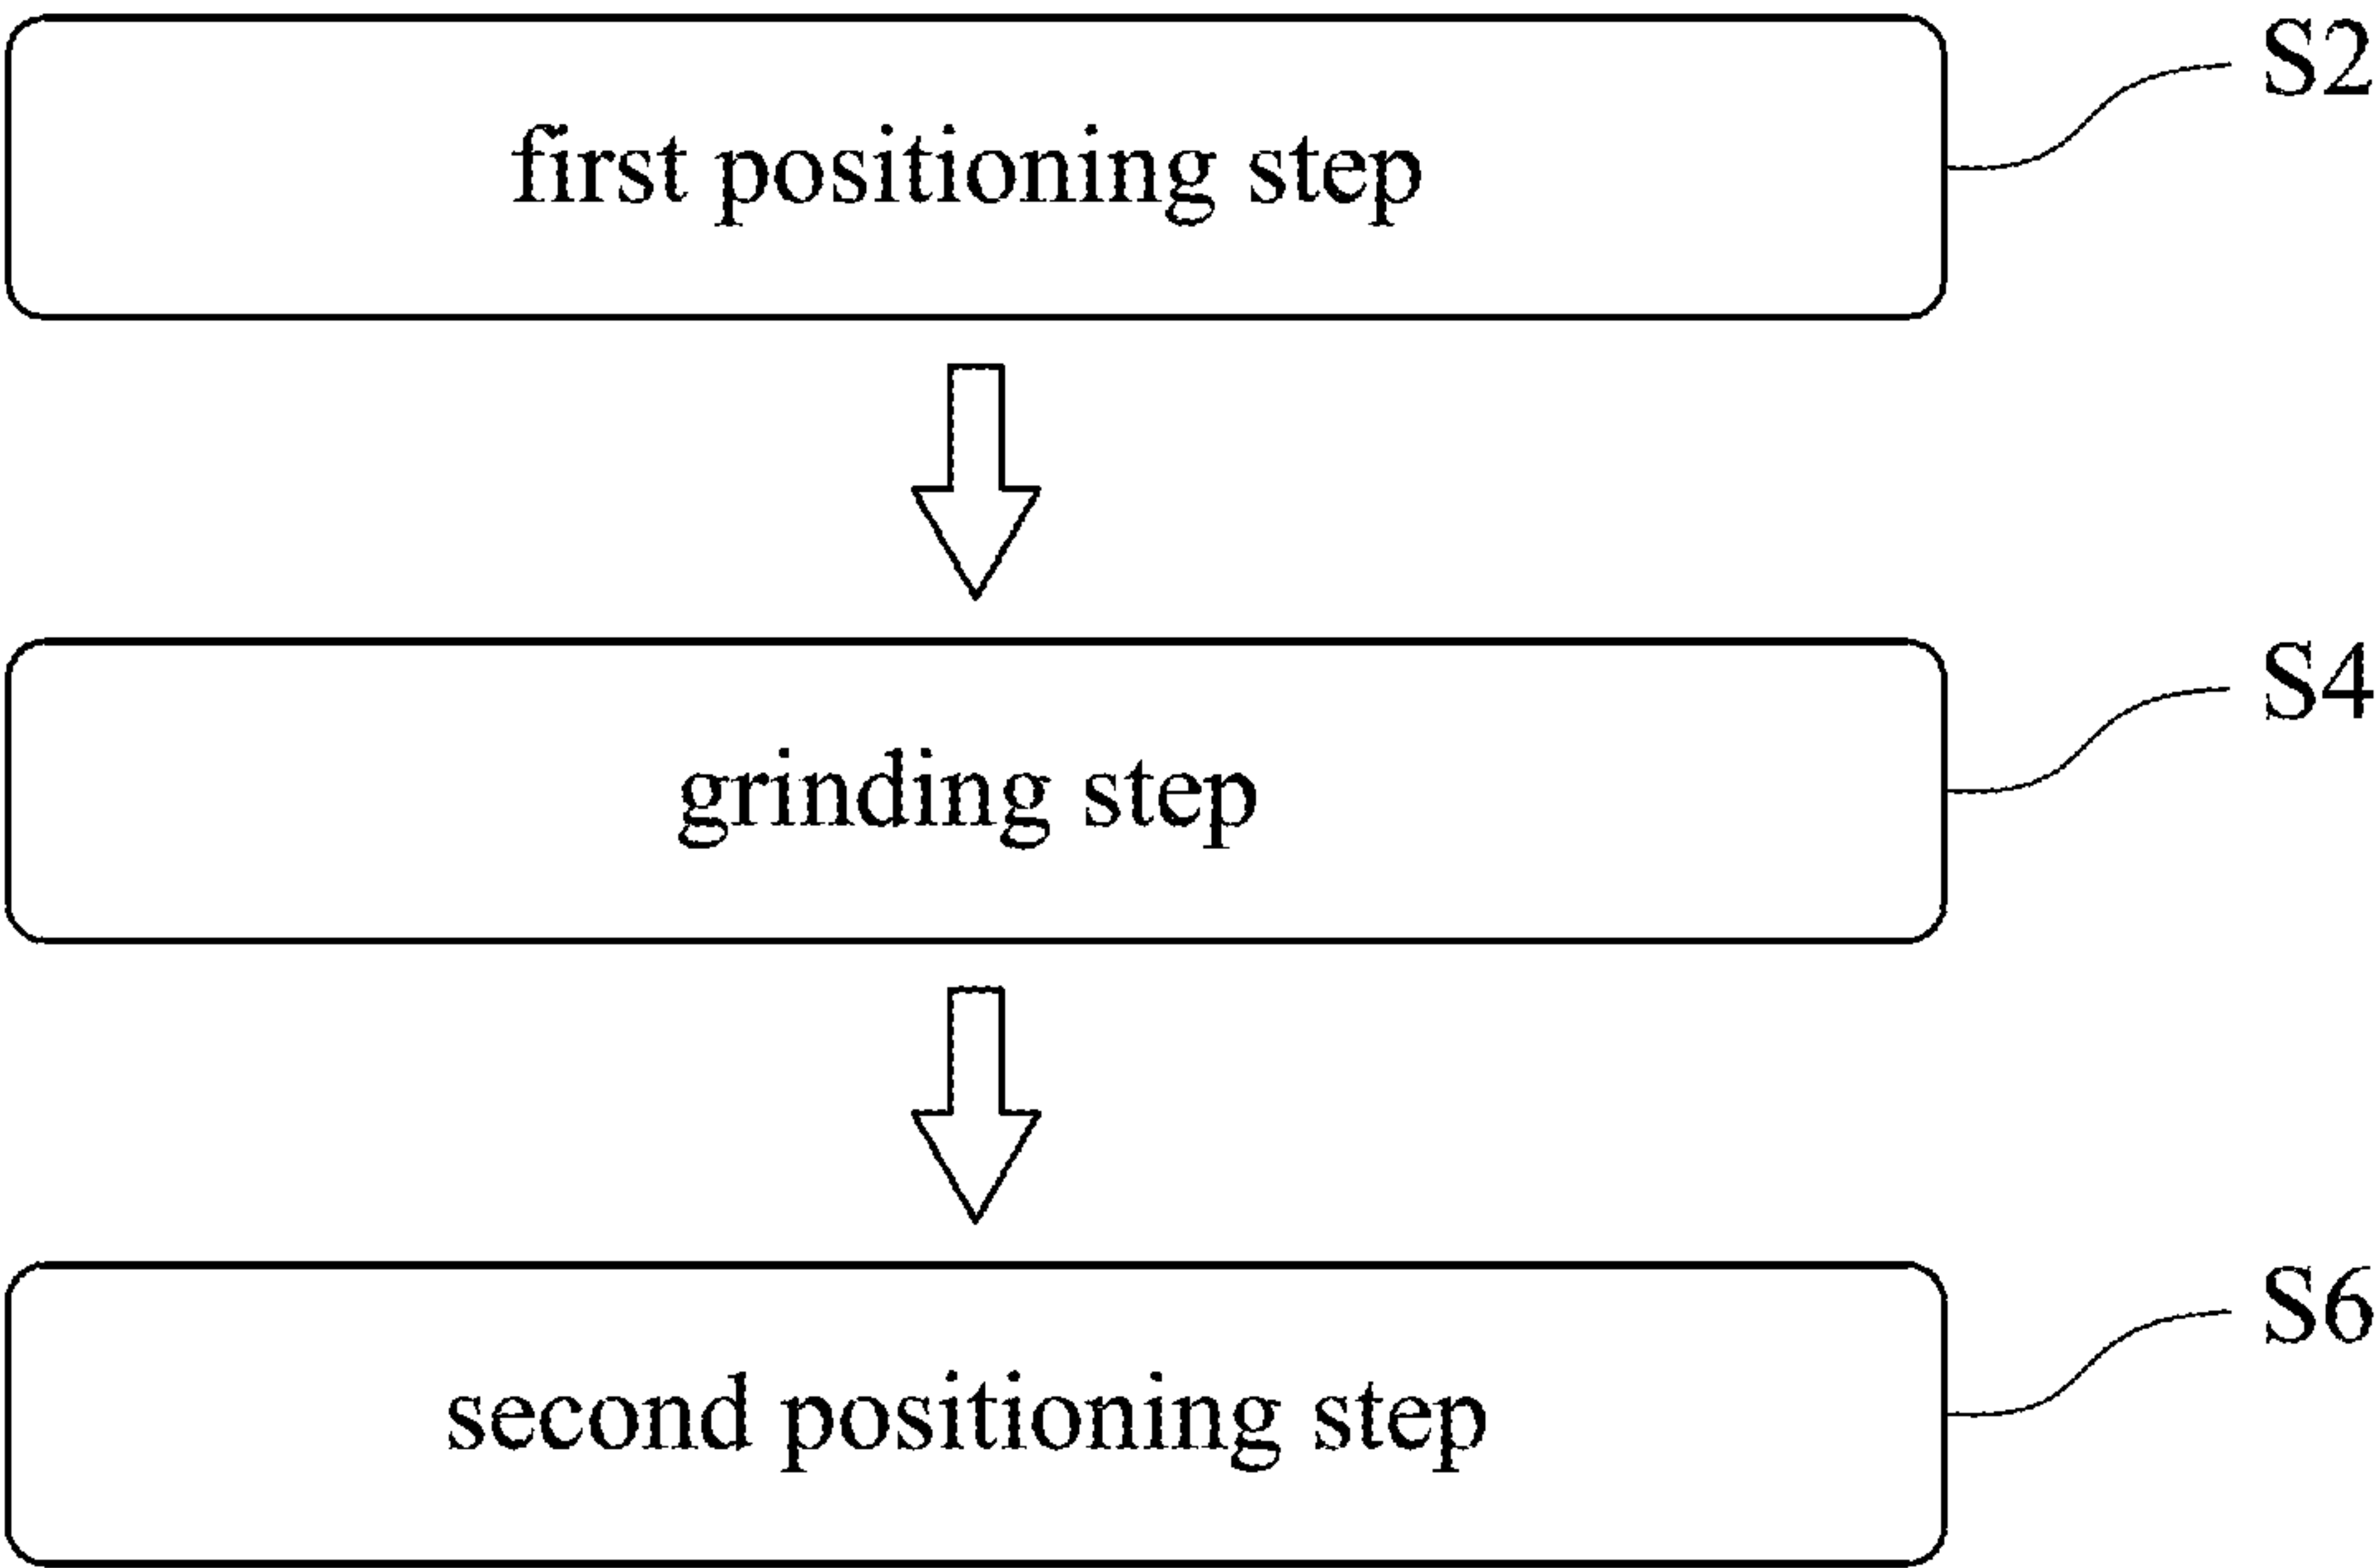 S2
first positioning step
S4
grinding step
S6
second positioning step